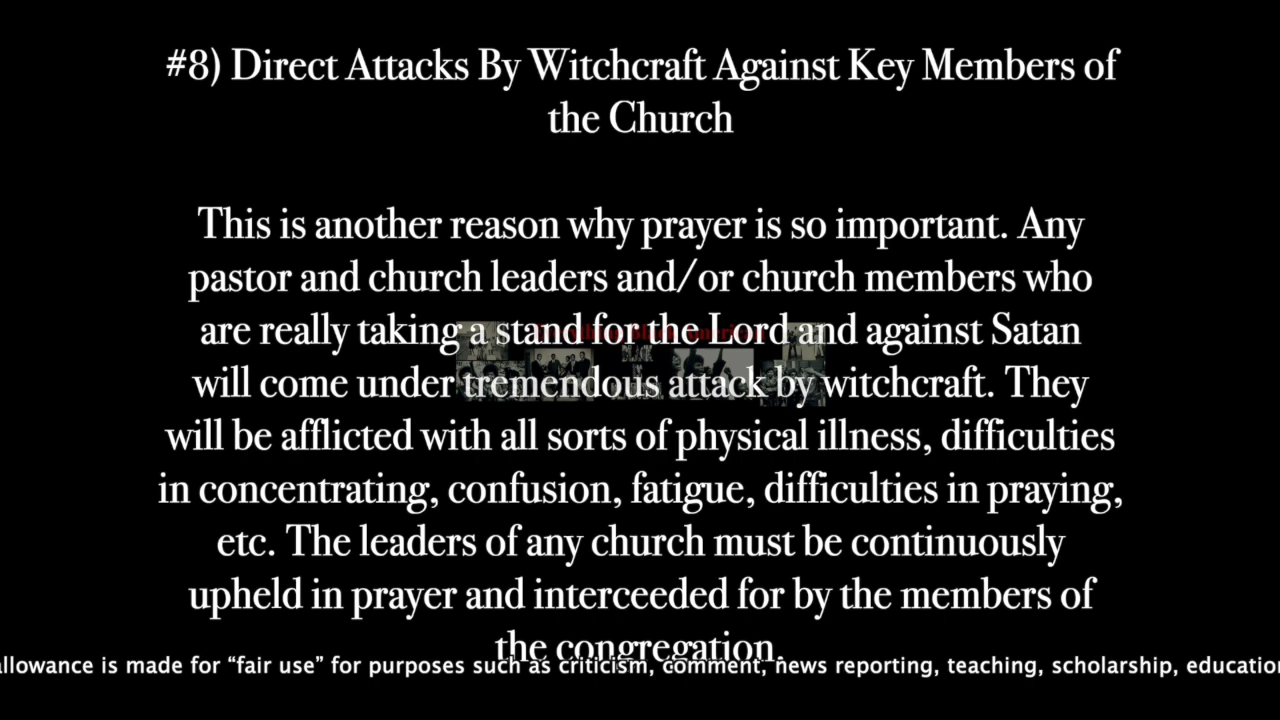 #8) Direct Attacks By Witchcraft Against Key Members of
the Church
This is another reason why prayer is so important. Any
pastor and church leaders and/or church members who
are really taking a stand for the Lord and against Satan
will come under tremendous attack by witchcraft. They
will be afflicted with all sorts of physical illness, difficulties
in concentrating, confusion, fatigue, difficulties in praying,
etc. The leaders of any church must be continuously
upheld in prayer and interceeded for by the members of
the congregation.
allowance is made for “fair use” for purposes such as criticism, comment, news reporting, teaching, scholarship, education